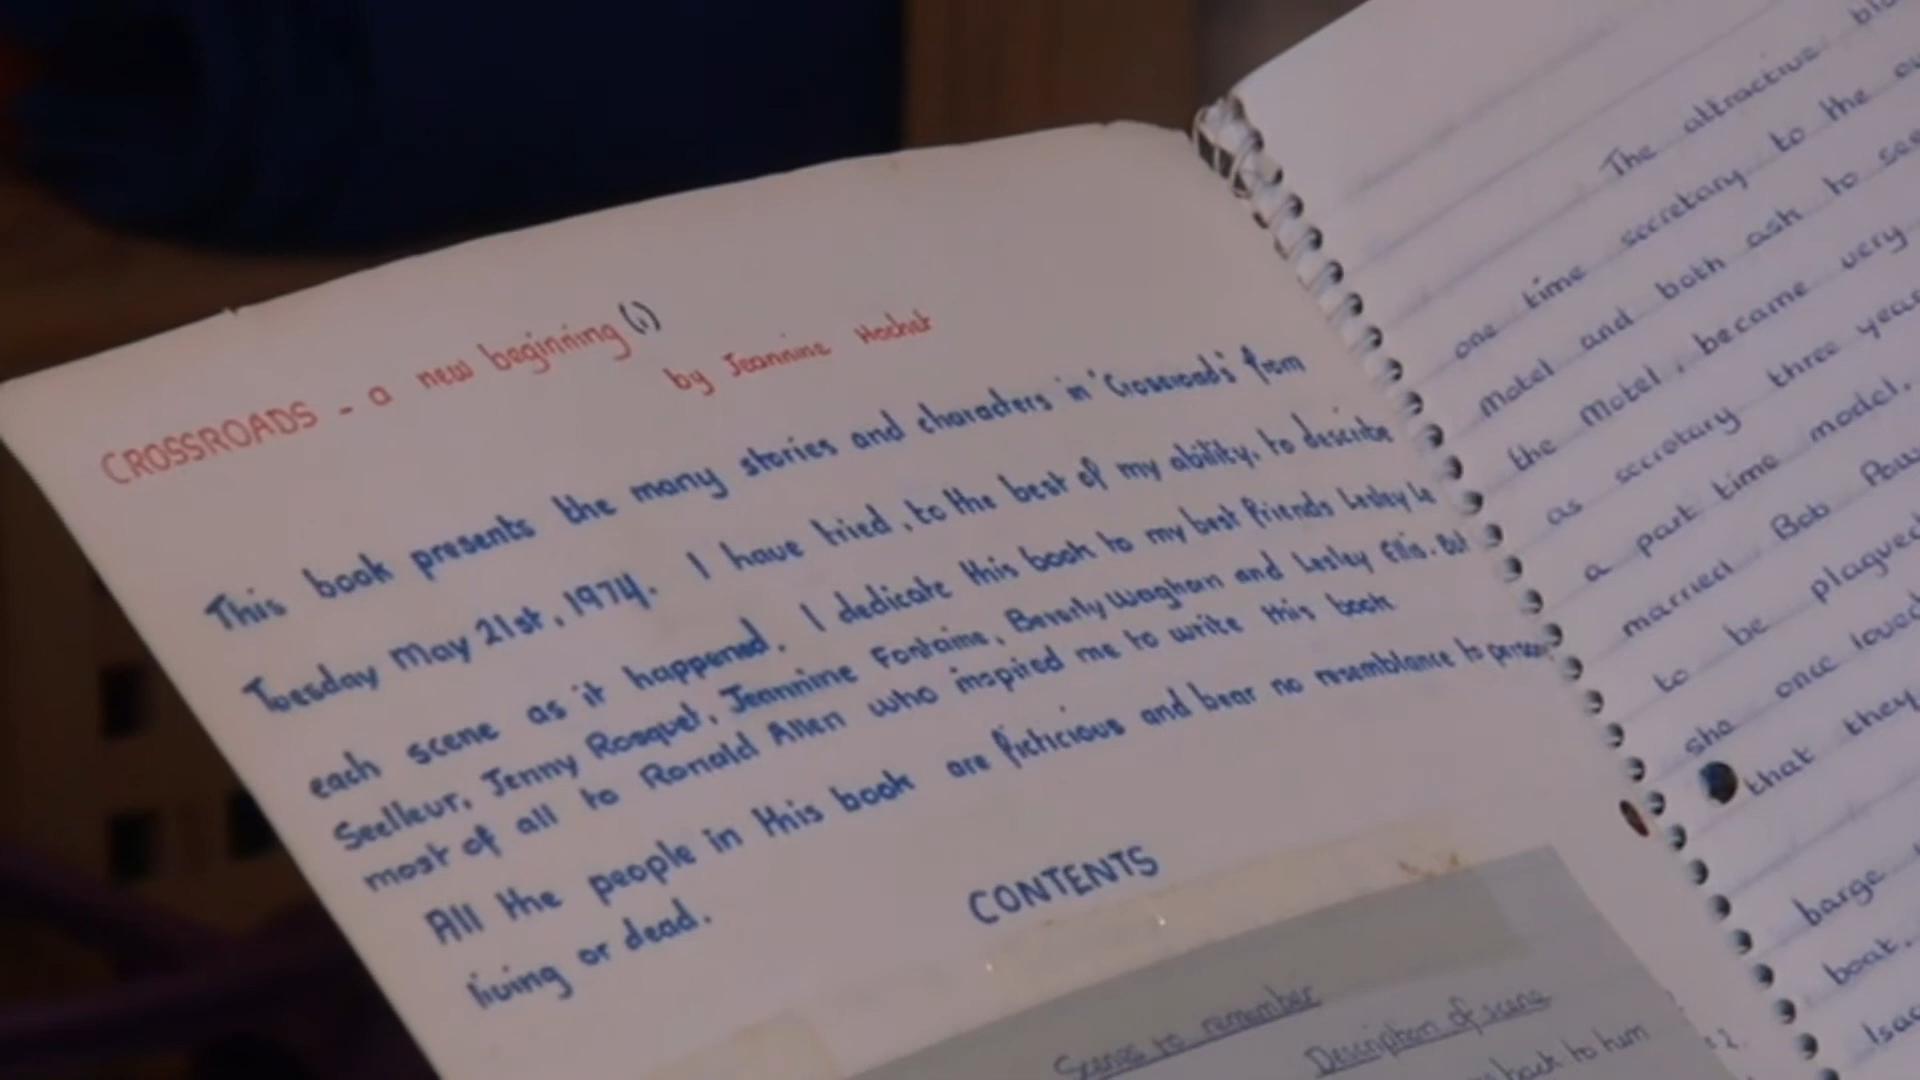 CROSSROADS - a new beginning (1)
by Jeannine
This book presents the many stories and characters in 'Crossroads' from
Tuesday May 21st, 1974. I have tried, to the best of my ability, to describe
each scene as it happened. I dedicate this book to my best friends Lesley Le
Seelleur, Jenny Rosquet, Jeannine Fontaine, Beverly Waghorn and Lesley Ellis. But
most of all to Ronald Allen who inspired me to write this book
All the people in this book are ficticious and bear no resemblance to person
living or dead.
CONTENTS
Scenes to remember
Description of scene
back to him
The attractive
one time secretary to the
motel and both ask to see
the Motel, became very
as secretary three years
a part time model.
married Bob
to be plagued
she once loved
that they
barge
boat.